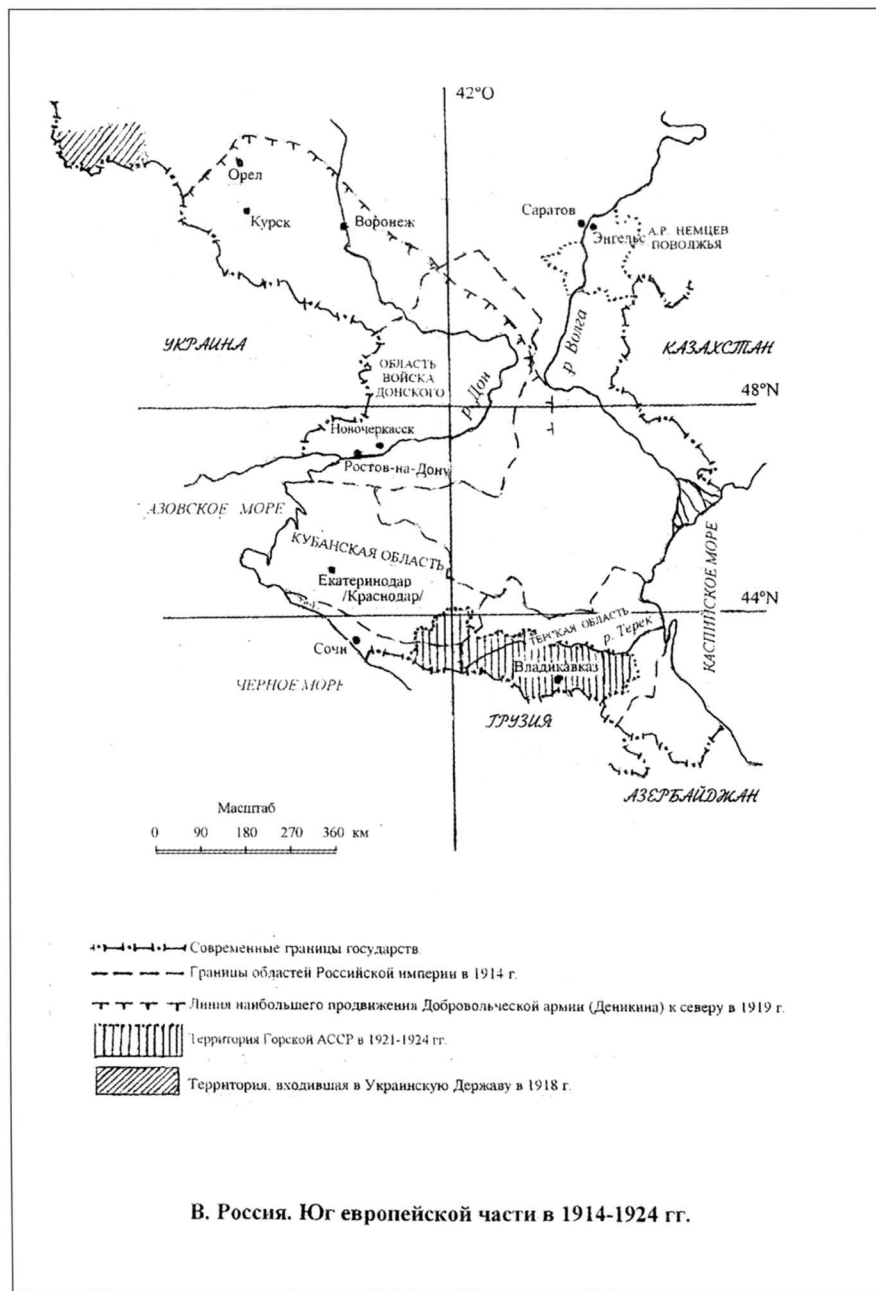 42°O
Орел
Курск
Воронеж
Саратов
Энгельс
А.Р. НЕМЦЕВ
ПОВОЛЖЬЯ
УКРАИНА
р. Волга
КАЗАХСТАН
ОБЛАСТЬ
ВОЙСКА
ДОНСКОГО
р. Дон
48°N
Новочеркасск
Ростов-на-Дону
АЗОВСКОЕ МОРЕ
КУБАНСКАЯ ОБЛАСТЬ
Екатеринодар
/Краснодар/
КАСПИЙСКОЕ МОРЕ
44°N
ТЕРСКАЯ ОБЛАСТЬ
р. Терек
Сочи
Владикавказ
ЧЕРНОЕ МОРЕ
ГРУЗИЯ
АЗЕРБАЙДЖАН
Масштаб
0 90 180 270 360 км
Современные границы государств
Границы областей Российской империи в 1914 г.
Линия наибольшего продвижения Добровольческой армии (Деникина) к северу в 1919 г.
Территория Горской АССР в 1921-1924 гг.
Территория, входившая в Украинскую Державу в 1918 г.
В. Россия. Юг европейской части в 1914-1924 гг.